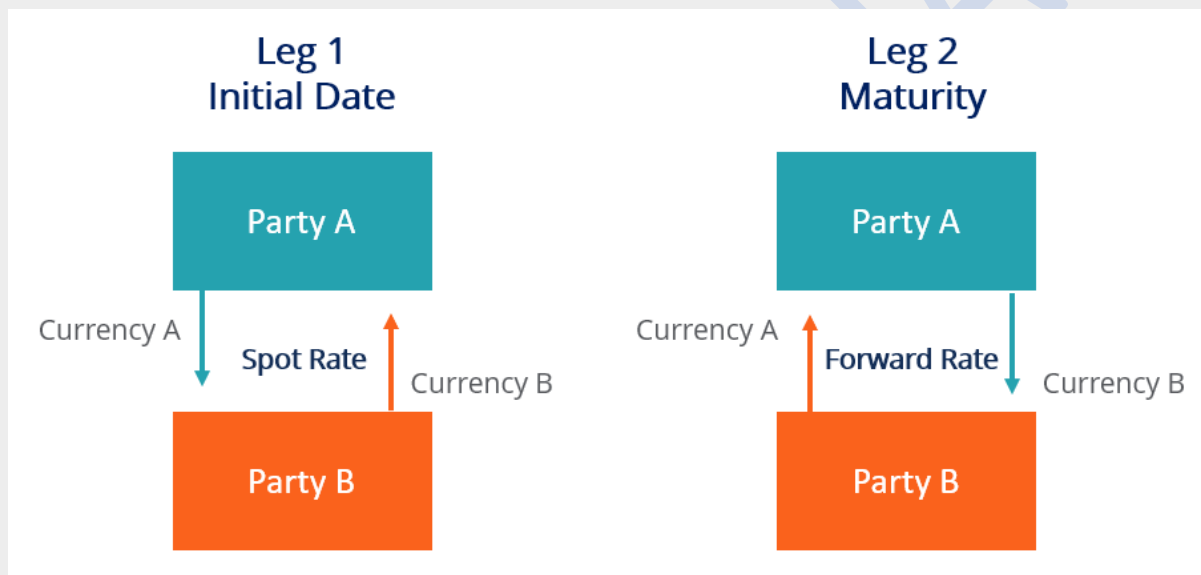 Leg 1
Initial Date
Party A
Currency A
Spot Rate
Currency B
Party B
Leg 2
Maturity
Party A
Currency A
Forward Rate
Currency B
Party B